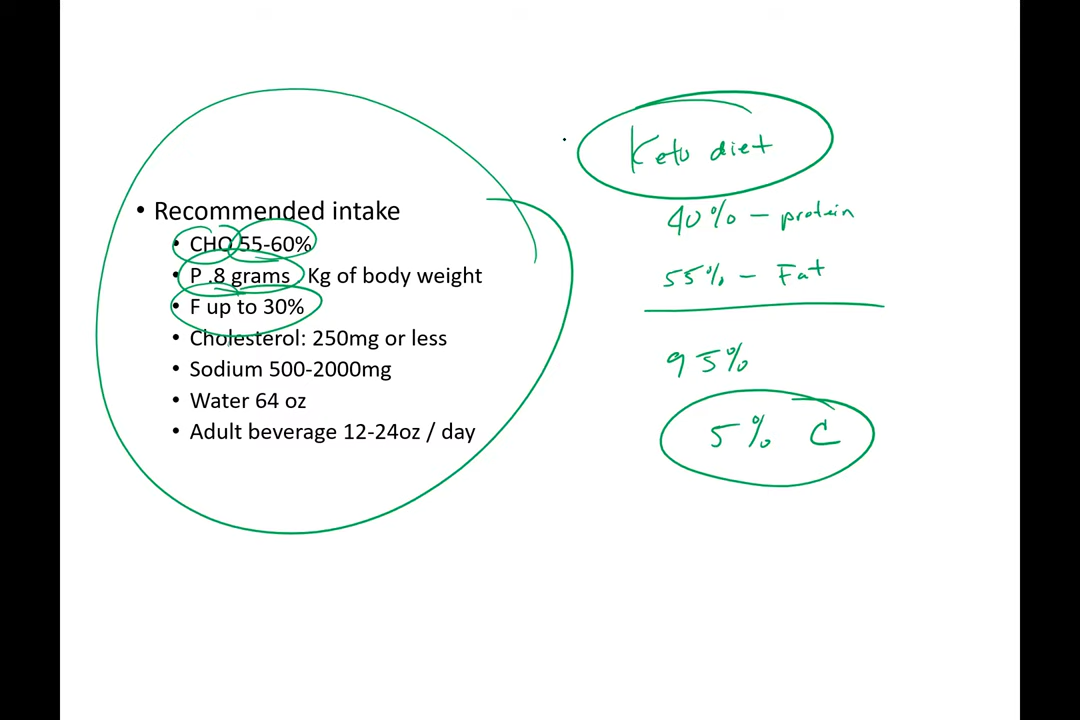 • Recommended intake
• CHO 55-60%
• P .8 grams Kg of body weight
• F up to 30%
• Cholesterol: 250mg or less
• Sodium 500-2000mg
• Water 64 oz
• Adult beverage 12-24oz / day
Keto diet
40% - protein
55% - Fat
95%
5% C